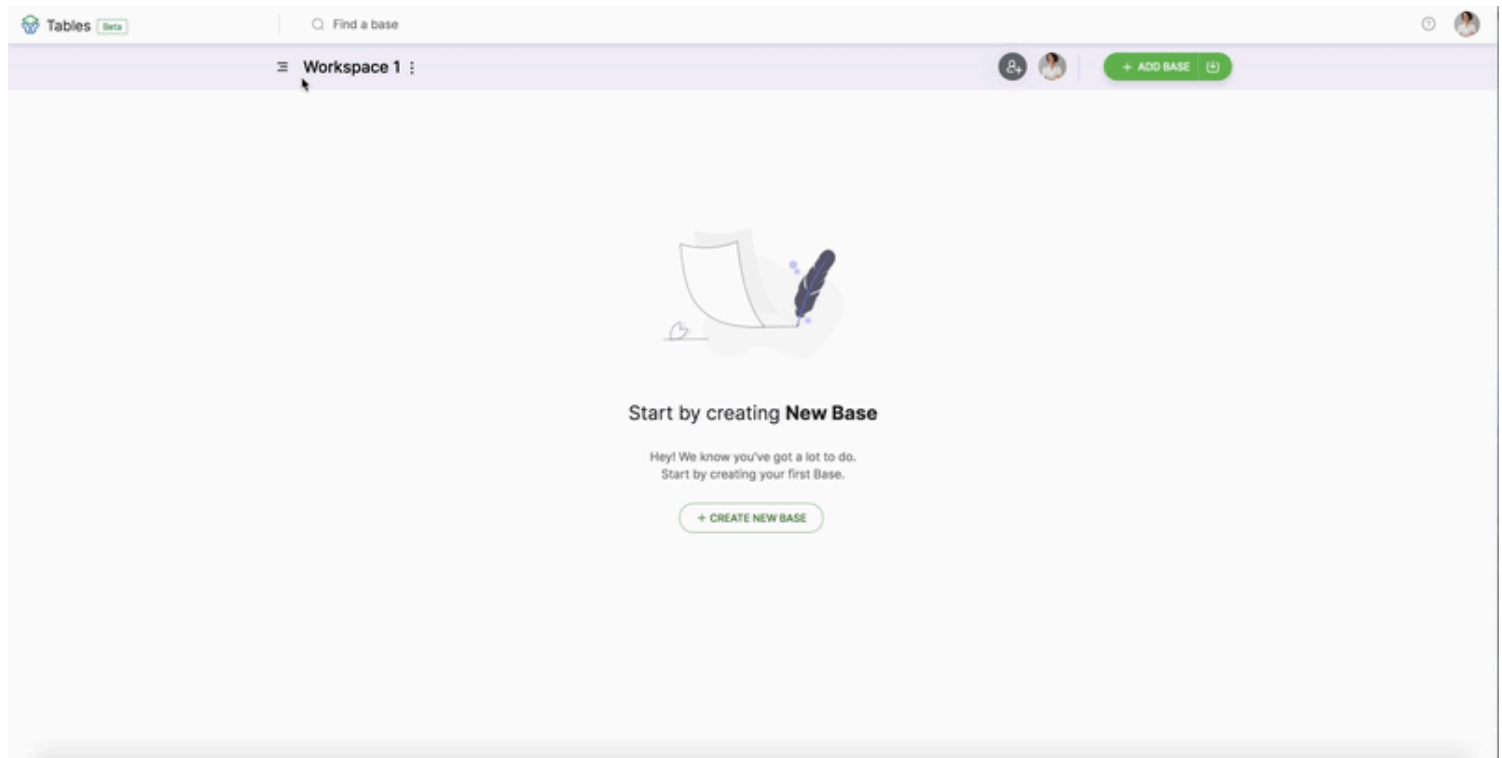 Tables Beta
Find a base
Workspace 1
+ ADD BASE
Start by creating New Base
Hey! We know you've got a lot to do.
Start by creating your first Base.
+ CREATE NEW BASE